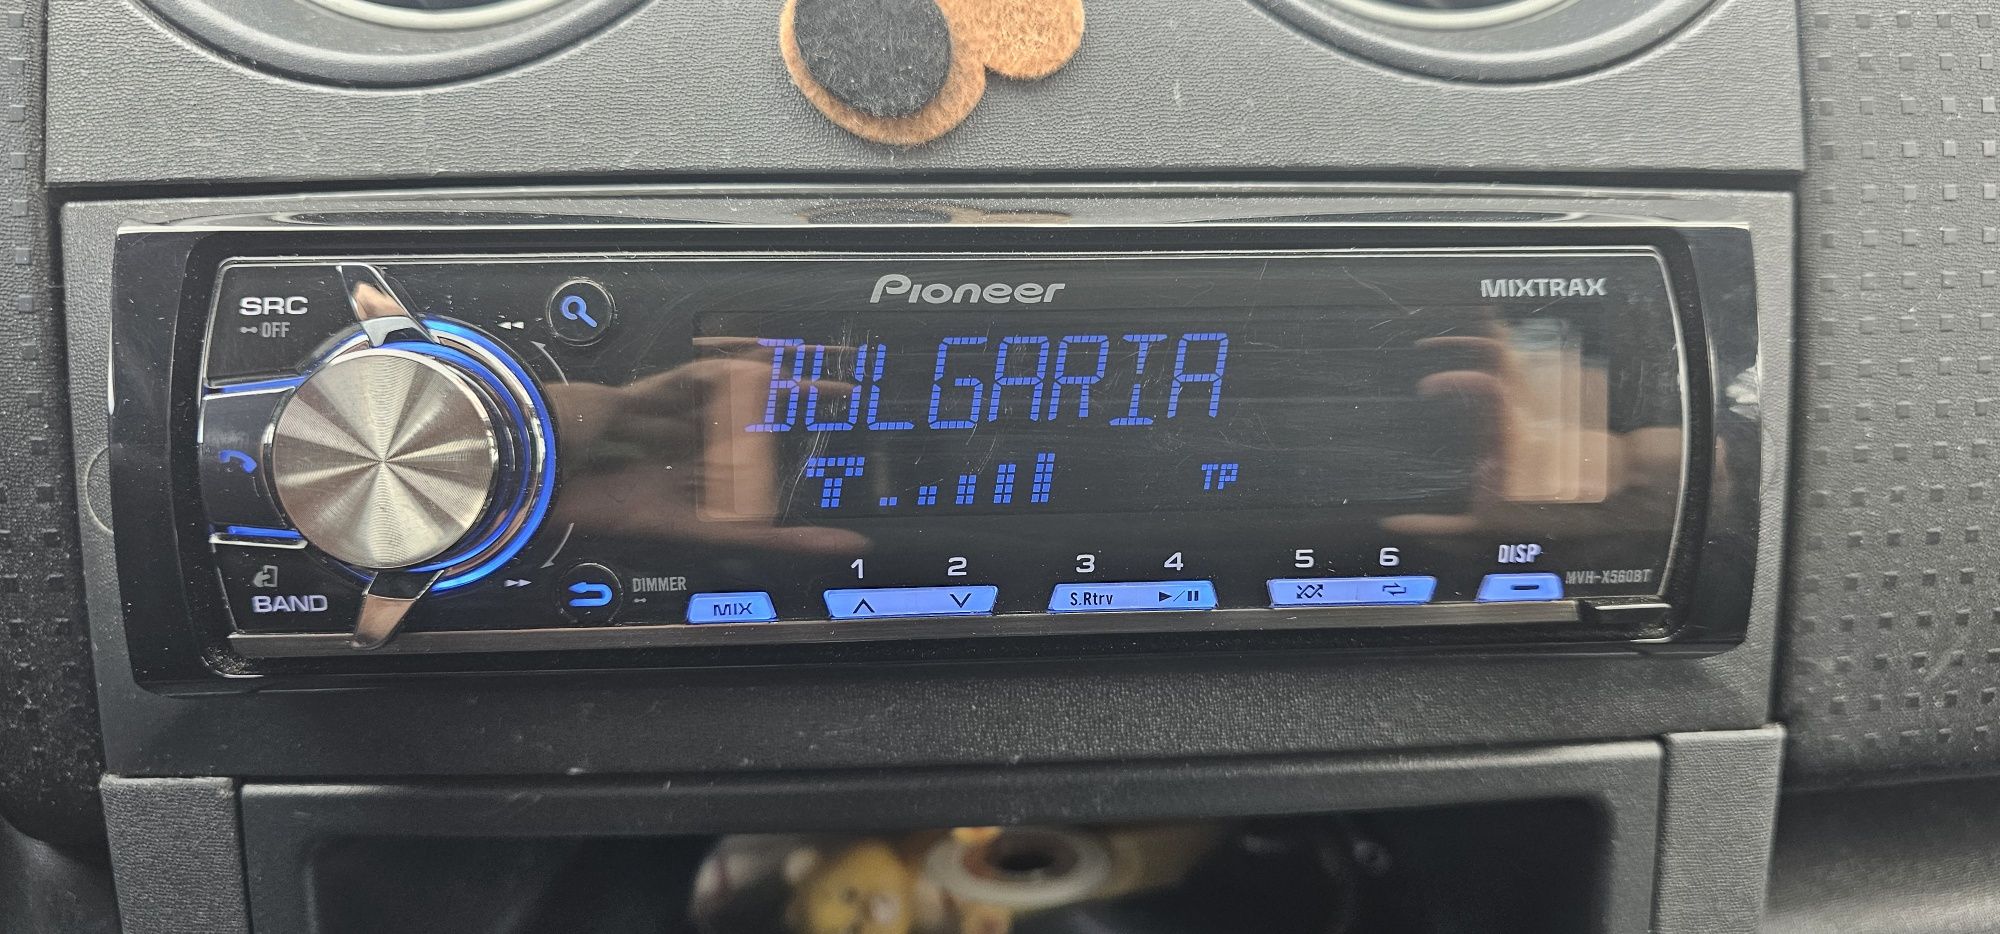 Pioneer
MIXTRAX
SRC
OFF
BULGARIA
TP
BAND
DIMMER
MIX
1 2 3 4 5 6
S.Rtrv
DISP
MVH-X560BT